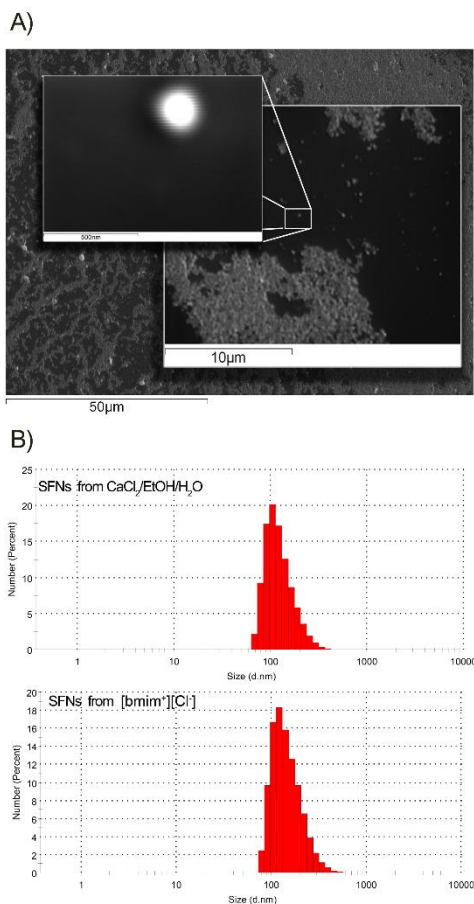 A)
500nm
10µm
50µm
B)
SFNs from CaCl₂/EtOH/H₂O
Number (Percent)
25
20
15
10
5
0
1 10 100 1000 10000
Size (d.nm)
SFNs from [bmim⁺][Cl⁻]
Number (Percent)
18
16
14
12
10
8
6
4
2
0
1 10 100 1000 10000
Size (d.nm)